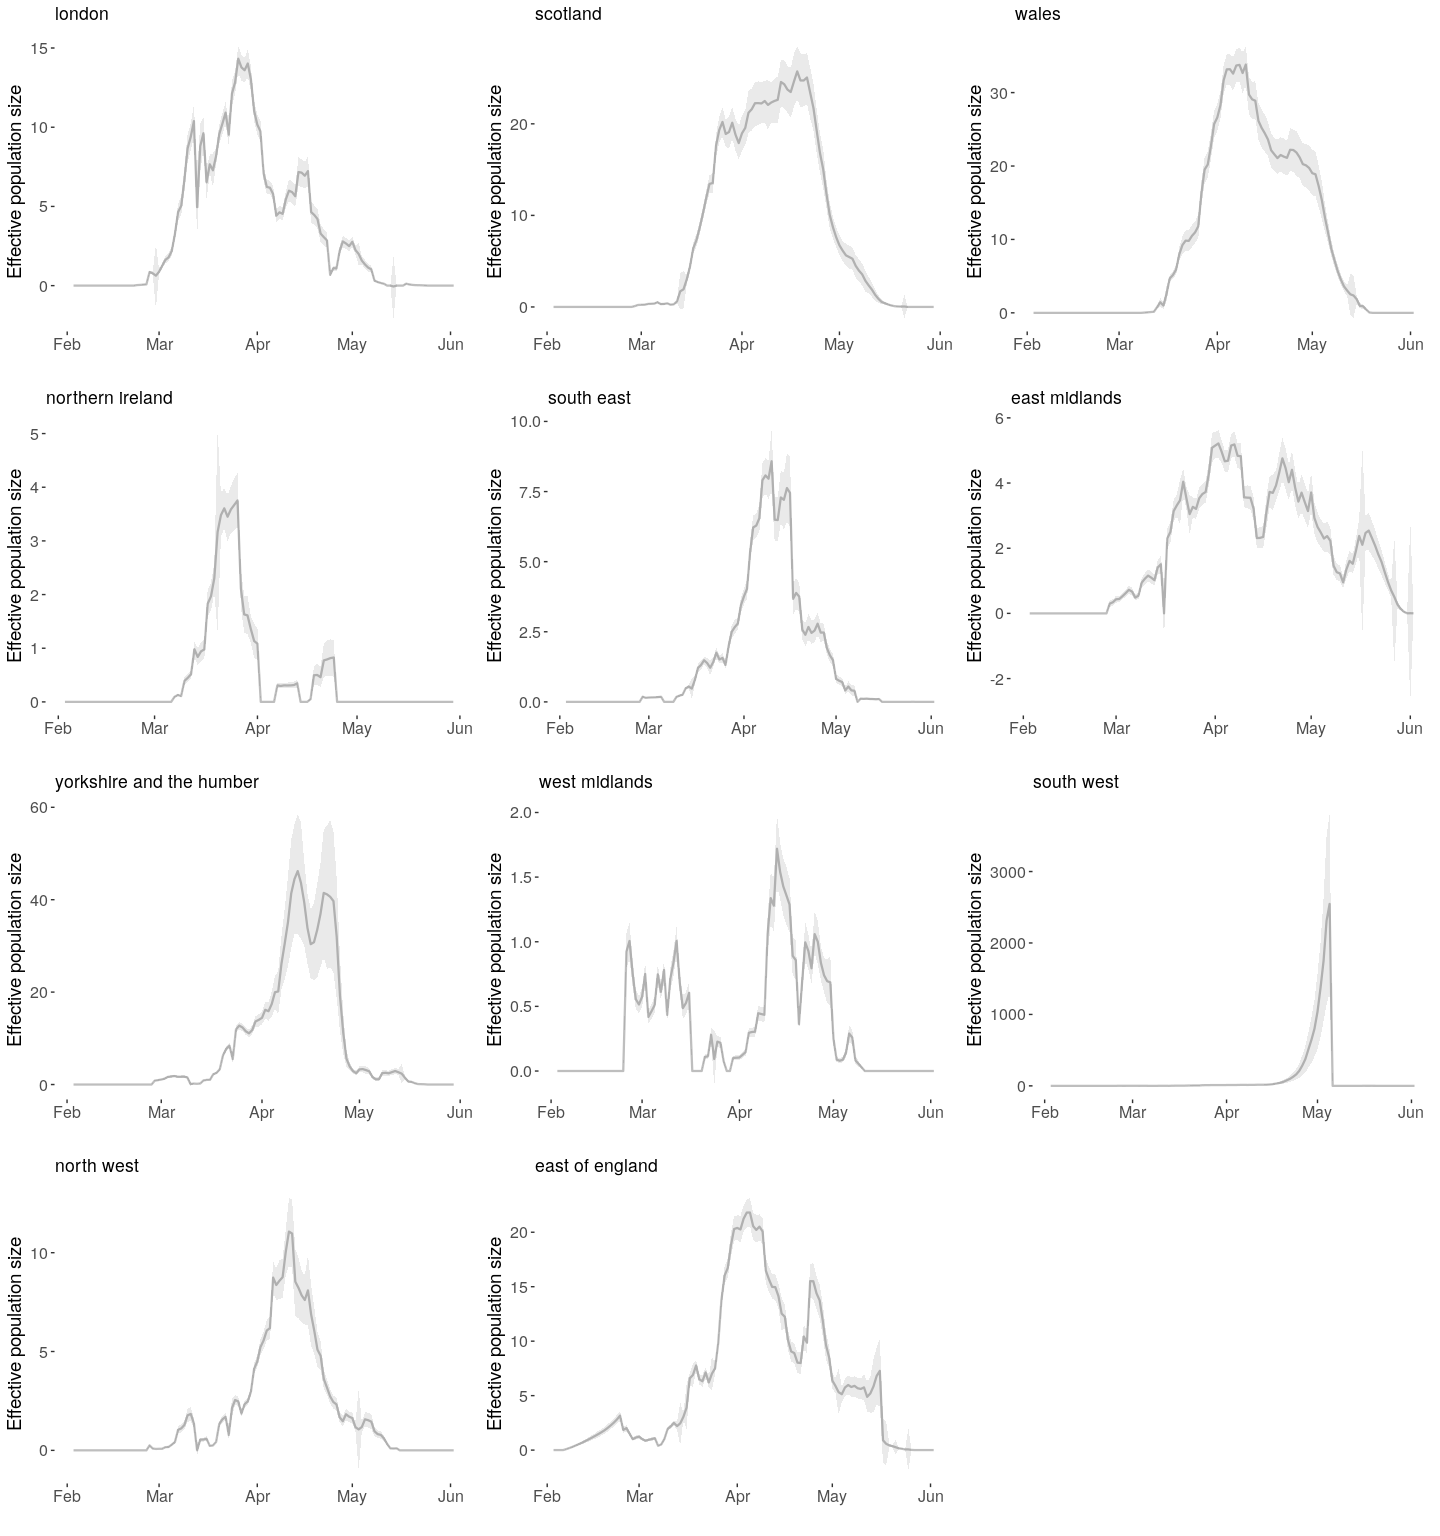 london
Effective population size
15
10
5
0
Feb Mar Apr May Jun
scotland
Effective population size
20
10
0
Feb Mar Apr May Jun
wales
Effective population size
30
20
10
0
Feb Mar Apr May Jun
northern ireland
Effective population size
5
4
3
2
1
0
Feb Mar Apr May Jun
south east
Effective population size
10.0
7.5
5.0
2.5
0.0
Feb Mar Apr May Jun
east midlands
Effective population size
6
4
2
0
-2
Feb Mar Apr May Jun
yorkshire and the humber
Effective population size
60
40
20
0
Feb Mar Apr May Jun
west midlands
Effective population size
2.0
1.5
1.0
0.5
0.0
Feb Mar Apr May Jun
south west
Effective population size
3000
2000
1000
0
Feb Mar Apr May Jun
north west
Effective population size
10
5
0
Feb Mar Apr May Jun
east of england
Effective population size
20
15
10
5
0
Feb Mar Apr May Jun